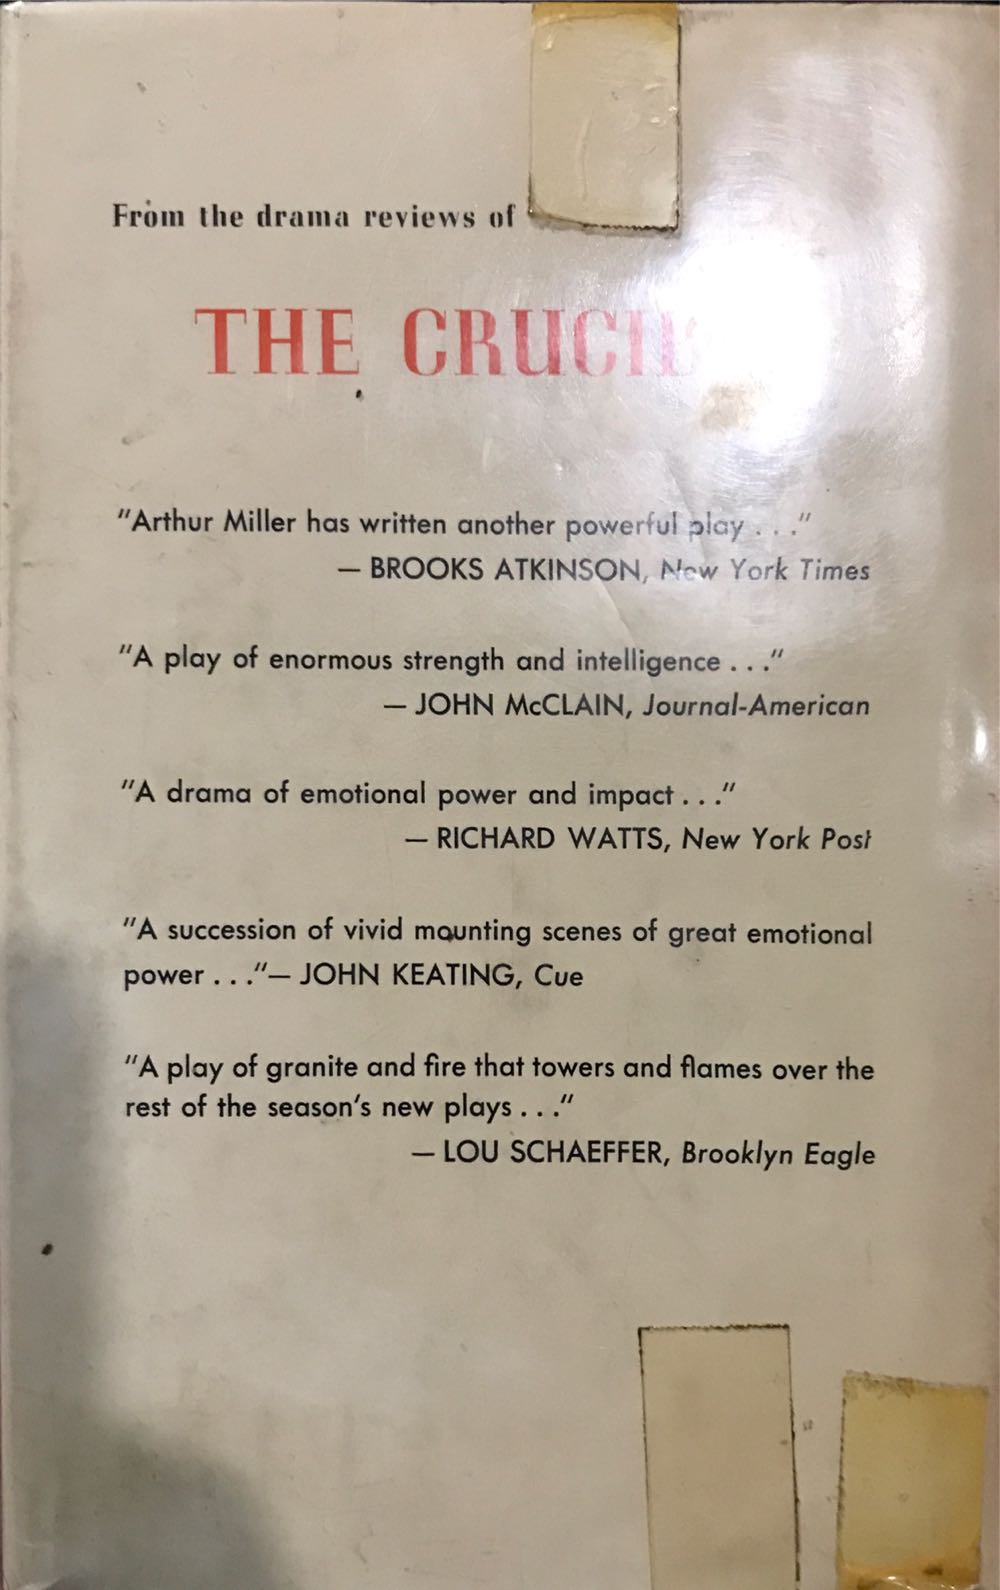 From the drama reviews of
THE CRUCIB
"Arthur Miller has written another powerful play . . ."
— BROOKS ATKINSON, New York Times
"A play of enormous strength and intelligence . . ."
— JOHN McCLAIN, Journal-American
"A drama of emotional power and impact . . ."
— RICHARD WATTS, New York Post
"A succession of vivid mounting scenes of great emotional
power . . ."— JOHN KEATING, Cue
"A play of granite and fire that towers and flames over the
rest of the season's new plays . . ."
— LOU SCHAEFFER, Brooklyn Eagle